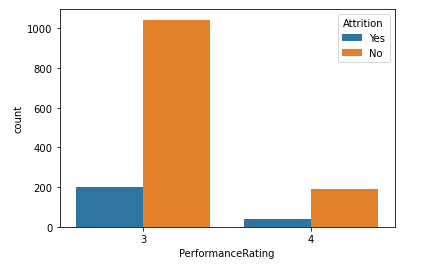 Attrition
Yes
No
1000
800
600
400
200
0
count
3
4
PerformanceRating